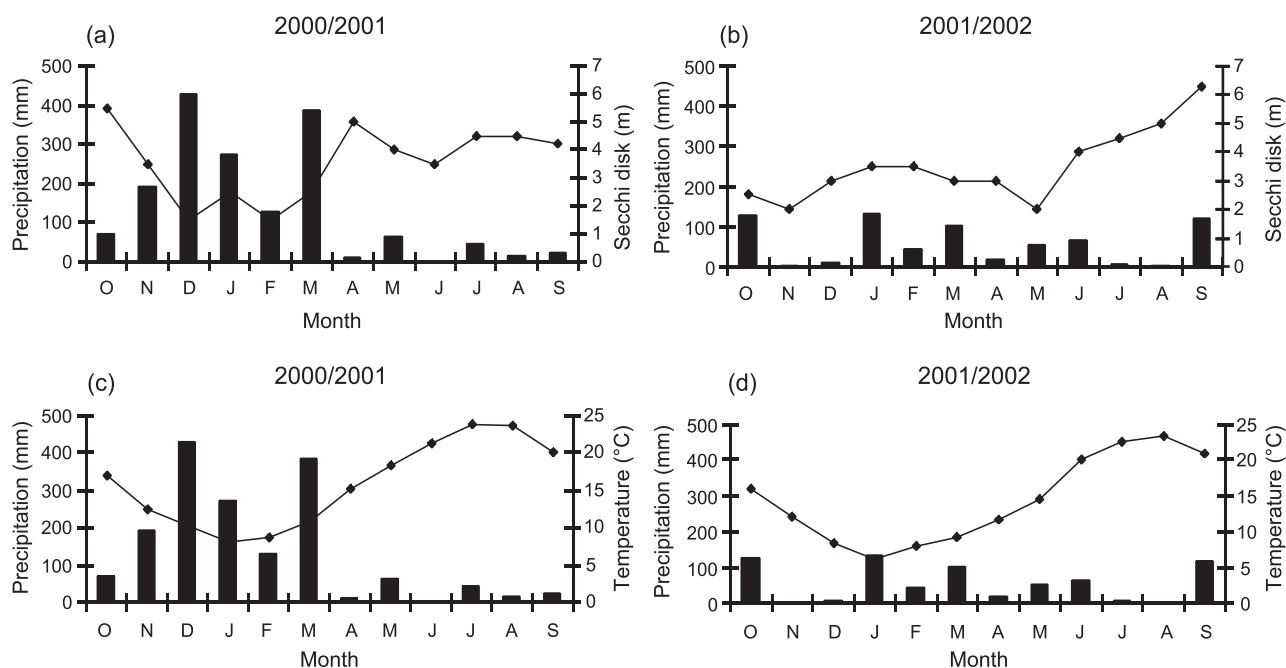 (a)
2000/2001
500
400
300
200
100
0
Precipitation (mm)
7
6
5
4
3
2
1
0
Secchi disk (m)
O N D J F M A M J J A S
Month
(b)
2001/2002
500
400
300
200
100
0
Precipitation (mm)
7
6
5
4
3
2
1
0
Secchi disk (m)
O N D J F M A M J J A S
Month
(c)
2000/2001
500
400
300
200
100
0
Precipitation (mm)
25
20
15
10
5
0
Temperature (°C)
O N D J F M A M J J A S
Month
(d)
2001/2002
500
400
300
200
100
0
Precipitation (mm)
25
20
15
10
5
0
Temperature (°C)
O N D J F M A M J J A S
Month